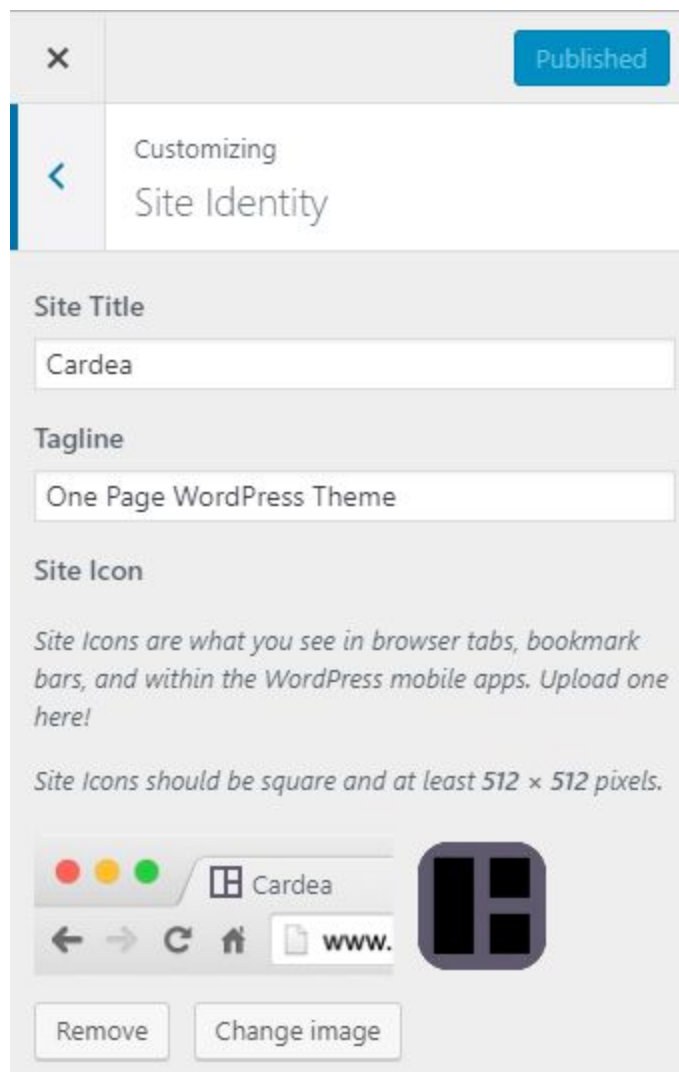 Published
Customizing
Site Identity
Site Title
Cardea
Tagline
One Page WordPress Theme
Site Icon
Site Icons are what you see in browser tabs, bookmark
bars, and within the WordPress mobile apps. Upload one
here!
Site Icons should be square and at least 512 × 512 pixels.
Cardea
www.
Remove
Change image